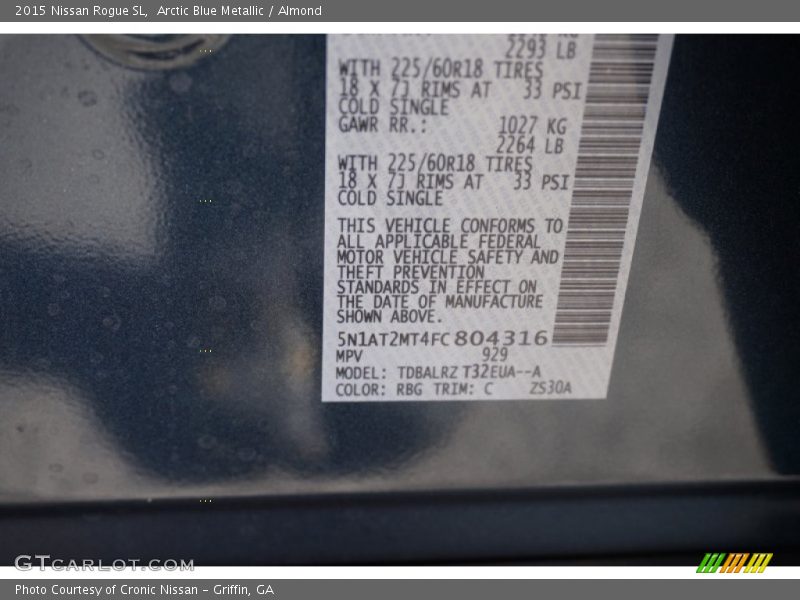 2015 Nissan Rogue SL, Arctic Blue Metallic / Almond
2293 LB
WITH 225/60R18 TIRES
18 X 7J RIMS AT 33 PSI
COLD SINGLE
GAWR RR.: 1027 KG
2264 LB
WITH 225/60R18 TIRES
18 X 7J RIMS AT 33 PSI
COLD SINGLE
THIS VEHICLE CONFORMS TO
ALL APPLICABLE FEDERAL
MOTOR VEHICLE SAFETY AND
THEFT PREVENTION
STANDARDS IN EFFECT ON
THE DATE OF MANUFACTURE
SHOWN ABOVE.
5N1AT2MT4FC804316
MPV 929
MODEL: TDBALRZ T32EUA--A
COLOR: RBG TRIM: C ZS30A
GTCARLOT.COM
Photo Courtesy of Cronic Nissan - Griffin, GA